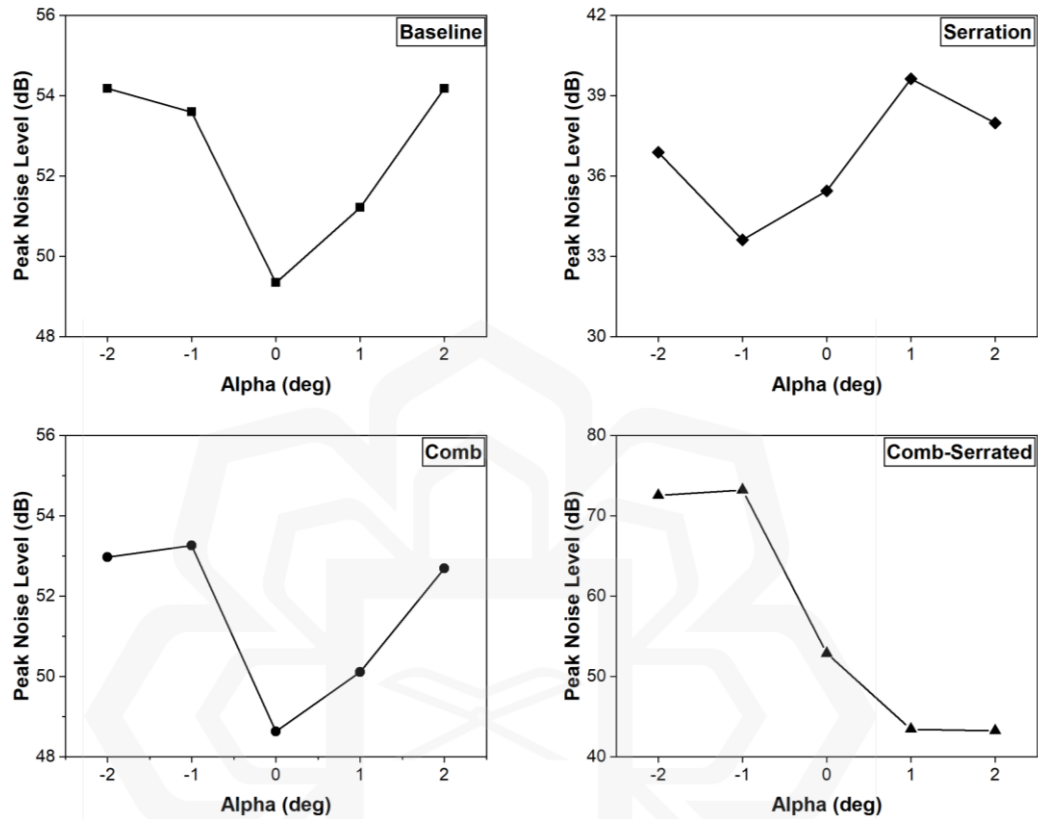 Baseline
Peak Noise Level (dB)
56
54
52
50
48
-2 -1 0 1 2
Alpha (deg)
Serration
Peak Noise Level (dB)
42
39
36
33
30
-2 -1 0 1 2
Alpha (deg)
Comb
Peak Noise Level (dB)
56
54
52
50
48
-2 -1 0 1 2
Alpha (deg)
Comb-Serrated
Peak Noise Level (dB)
80
70
60
50
40
-2 -1 0 1 2
Alpha (deg)